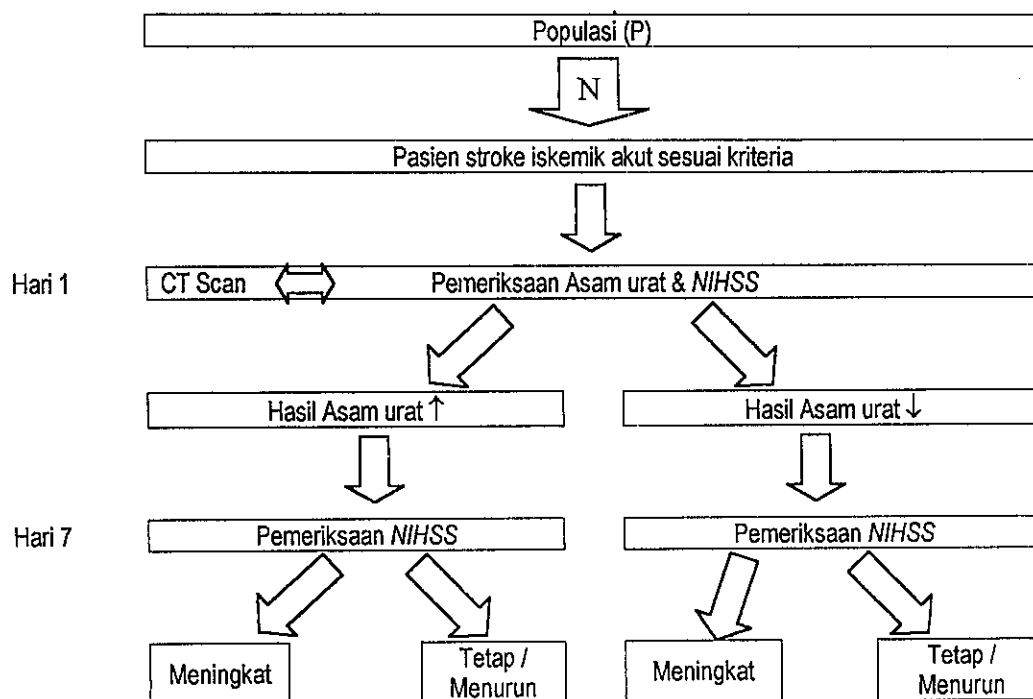 Populasi (P)
N
Pasien stroke iskemik akut sesuai kriteria
Hari 1
CT Scan
Pemeriksaan Asam urat & NIHSS
Hasil Asam urat ↑
Hasil Asam urat ↓
Hari 7
Pemeriksaan NIHSS
Pemeriksaan NIHSS
Meningkat
Tetap /
Menurun
Meningkat
Tetap /
Menurun